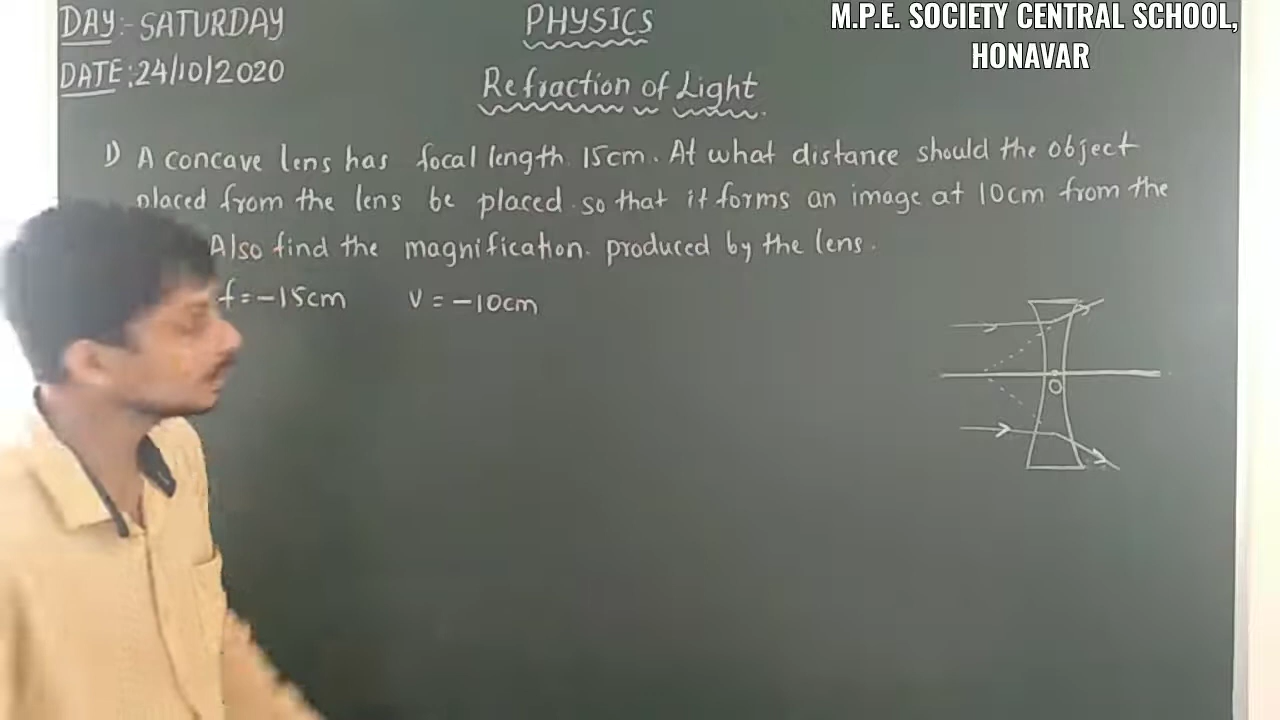 DAY:- SATURDAY
DATE: 24/10/2020
PHYSICS
M.P.E. SOCIETY CENTRAL SCHOOL,
HONAVAR
Refraction of Light
1) A concave lens has focal length 15cm. At what distance should the object
placed from the lens be placed so that it forms an image at 10cm from the
Also find the magnification produced by the lens.
f = -15cm v = -10cm
O